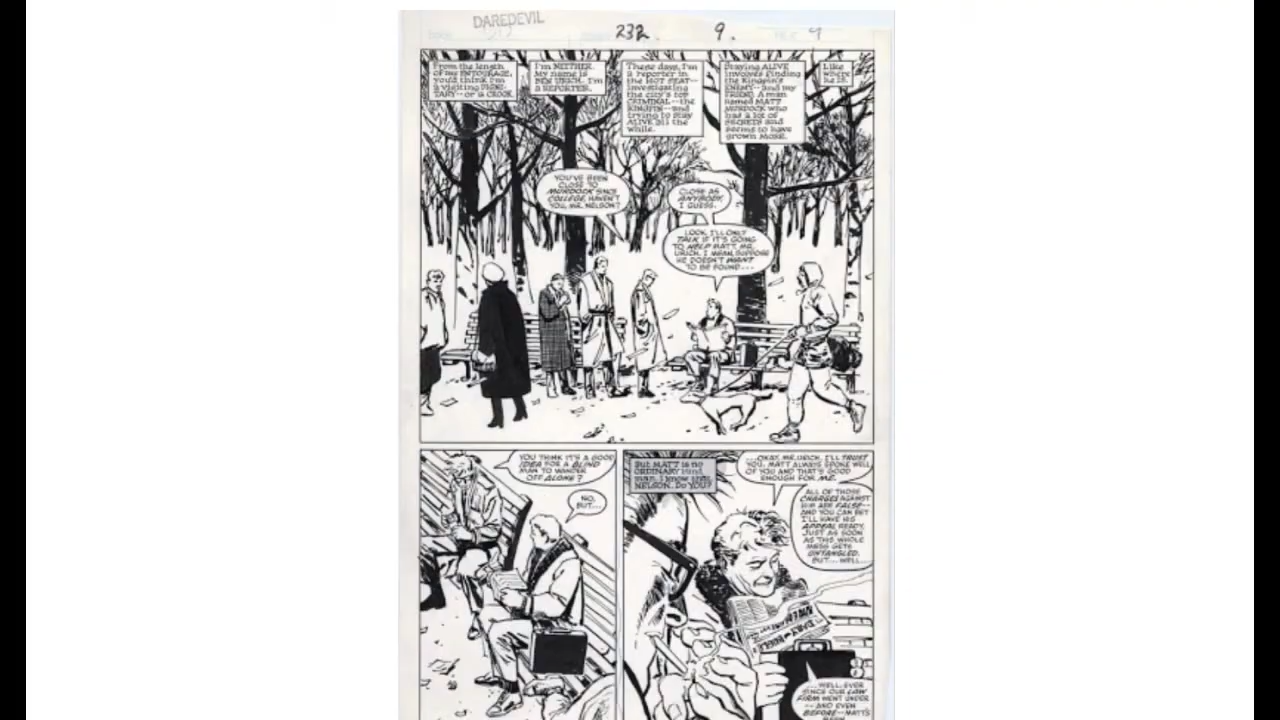 DAREDEVIL
232.
9.
9
From the length
of my ENTOURAGE,
you'd think I'm
a visiting DIGNI-
TARY--or a CROOK.
I'm NEITHER.
My name is
BEN URICH. I'm
a REPORTER.
These days, I'm
a reporter in
the HOT SEAT--
investigating
the city's top
CRIMINAL--the
KINGPIN--and
trying to stay
ALIVE all the
while.
Staying ALIVE
involves finding
the Kingpin's
ENEMY--and my
FRIEND. A man
named MATT
MURDOCK who
has a lot of
SECRETS and
seems to have
grown MORE.
Like
where
he IS.
YOU'VE BEEN
CLOSE TO
MURDOCK SINCE
COLLEGE, HAVEN'T
YOU, MR. NELSON?
CLOSE AS
ANYBODY,
I GUESS.
LOOK, I'LL ONLY
TALK IF IT'S GOING
TO HELP MATT, MR.
URICH. I MEAN, SUPPOSE
HE DOESN'T WANT
TO BE FOUND...
YOU THINK IT'S A GOOD
IDEA FOR A BLIND
MAN TO WANDER
OFF ALONE?
NO,
BUT...
But MATT is no
ORDINARY blind
man. I know that,
NELSON. Do YOU?
...OKAY, MR. URICH. I'LL TRUST
YOU. MATT ALWAYS SPOKE WELL
OF YOU AND THAT'S GOOD
ENOUGH FOR ME.
ALL OF THOSE
CHARGES AGAINST
HIM ARE FALSE--
AND YOU CAN BET
I'LL HAVE HIS
APPEAL READY,
JUST AS SOON
AS THIS WHOLE
MESS GETS
UNTANGLED.
BUT... WELL...
DAILY BUGLE
...WELL, EVER
SINCE OUR LAW
FIRM WENT UNDER
--AND EVEN
BEFORE--MATT'S
BEEN